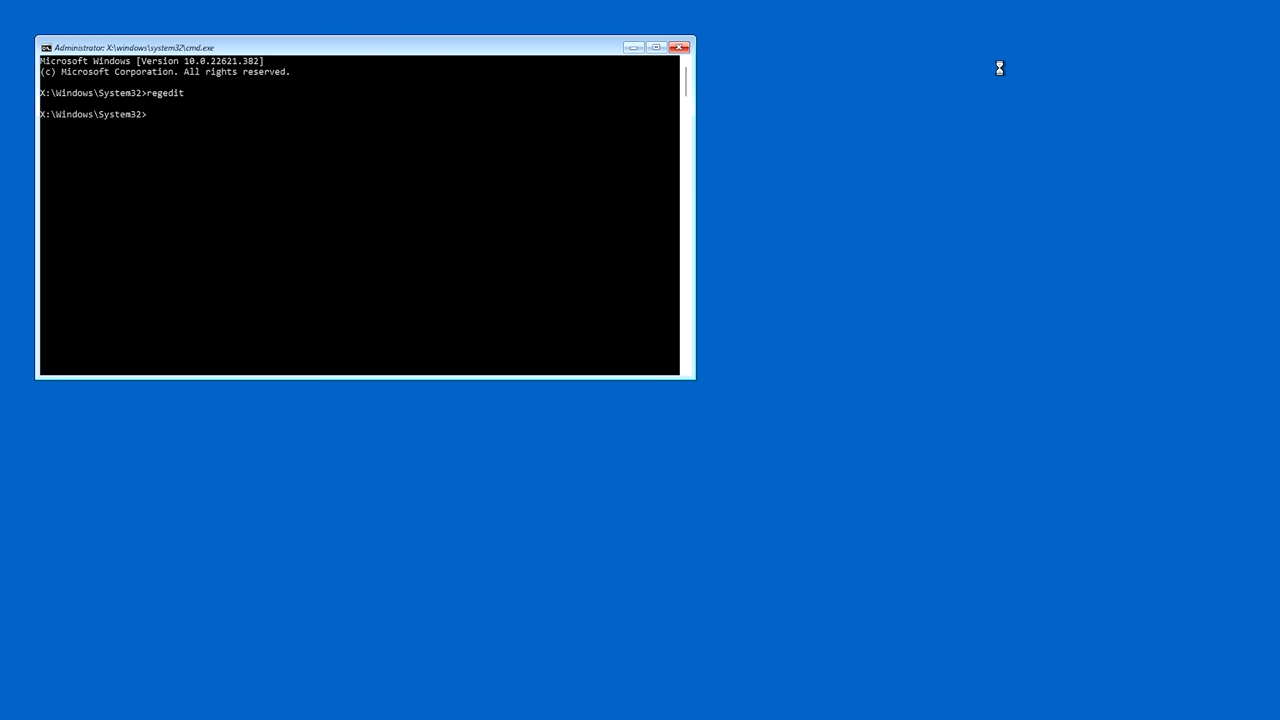 Administrator: X:\windows\system32\cmd.exe
Microsoft Windows [Version 10.0.22621.382]
(c) Microsoft Corporation. All rights reserved.
X:\Windows\System32>regedit
X:\Windows\System32>